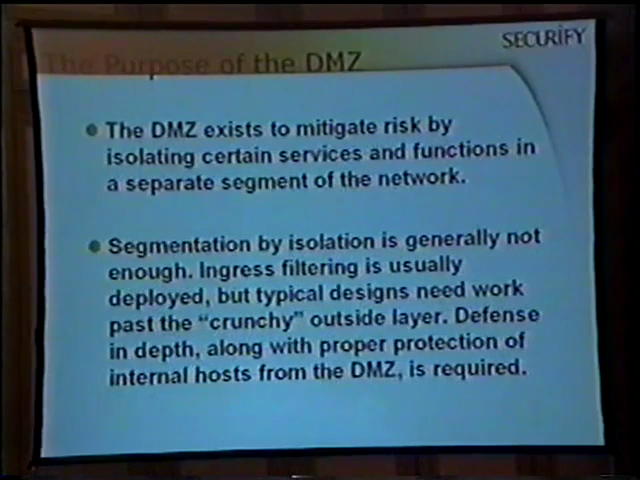 SECURIFY
The Purpose of the DMZ
The DMZ exists to mitigate risk by
isolating certain services and functions in
a separate segment of the network.
Segmentation by isolation is generally not
enough. Ingress filtering is usually
deployed, but typical designs need work
past the “crunchy” outside layer. Defense
in depth, along with proper protection of
internal hosts from the DMZ, is required.